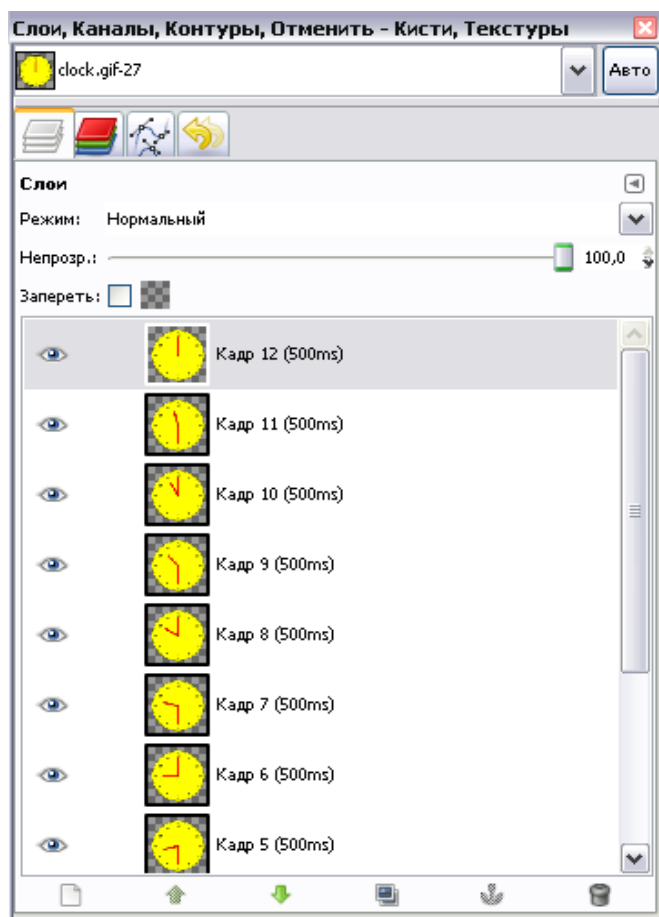 Слои, Каналы, Контуры, Отменить - Кисти, Текстуры
clock.gif-27
Авто
Слои
Режим: Нормальный
Непрозр.: 100,0
Запереть:
Кадр 12 (500ms)
Кадр 11 (500ms)
Кадр 10 (500ms)
Кадр 9 (500ms)
Кадр 8 (500ms)
Кадр 7 (500ms)
Кадр 6 (500ms)
Кадр 5 (500ms)